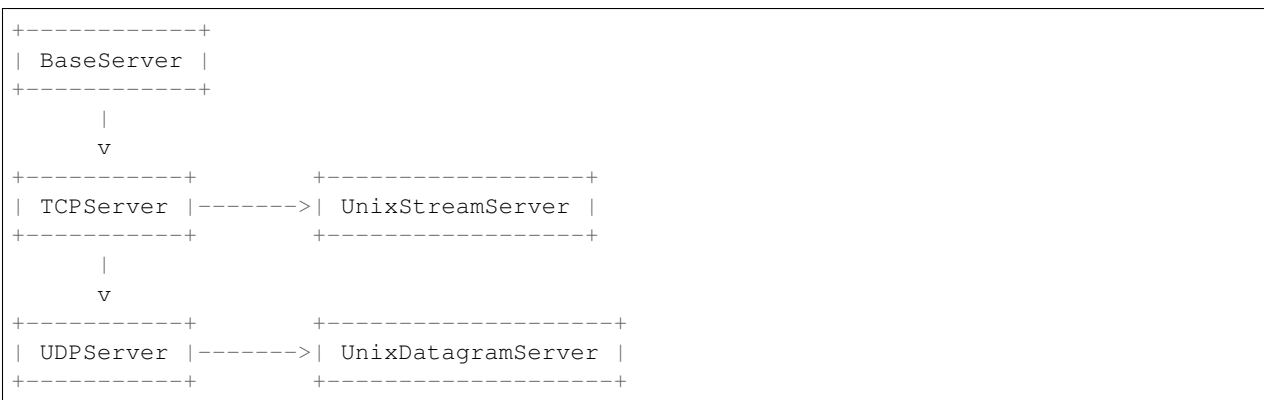 +------------+
| BaseServer |
+------------+
      |
      v
+-----------+        +------------------+
| TCPServer |------->| UnixStreamServer |
+-----------+        +------------------+
      |
      v
+-----------+        +--------------------+
| UDPServer |------->| UnixDatagramServer |
+-----------+        +--------------------+